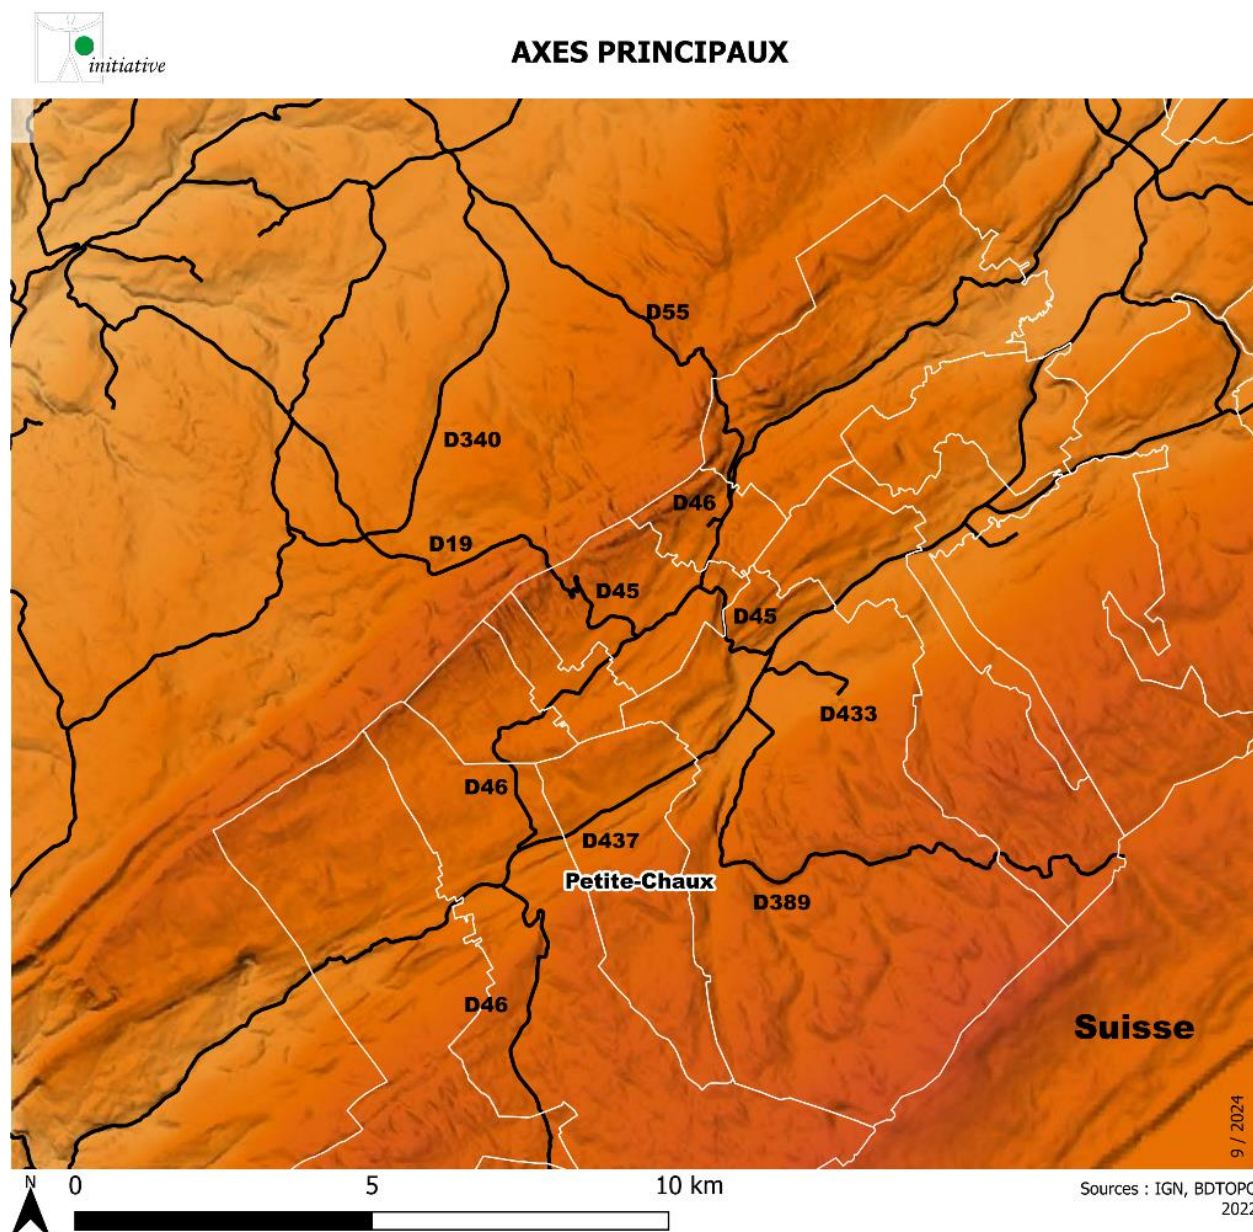 initiative
AXES PRINCIPAUX
D55
D340
D46
D19
D45
D45
D433
D46
D437
Petite-Chaux
D389
D46
Suisse
9 / 2024
N
0 5 10 km
Sources : IGN, BDTOPO
2022